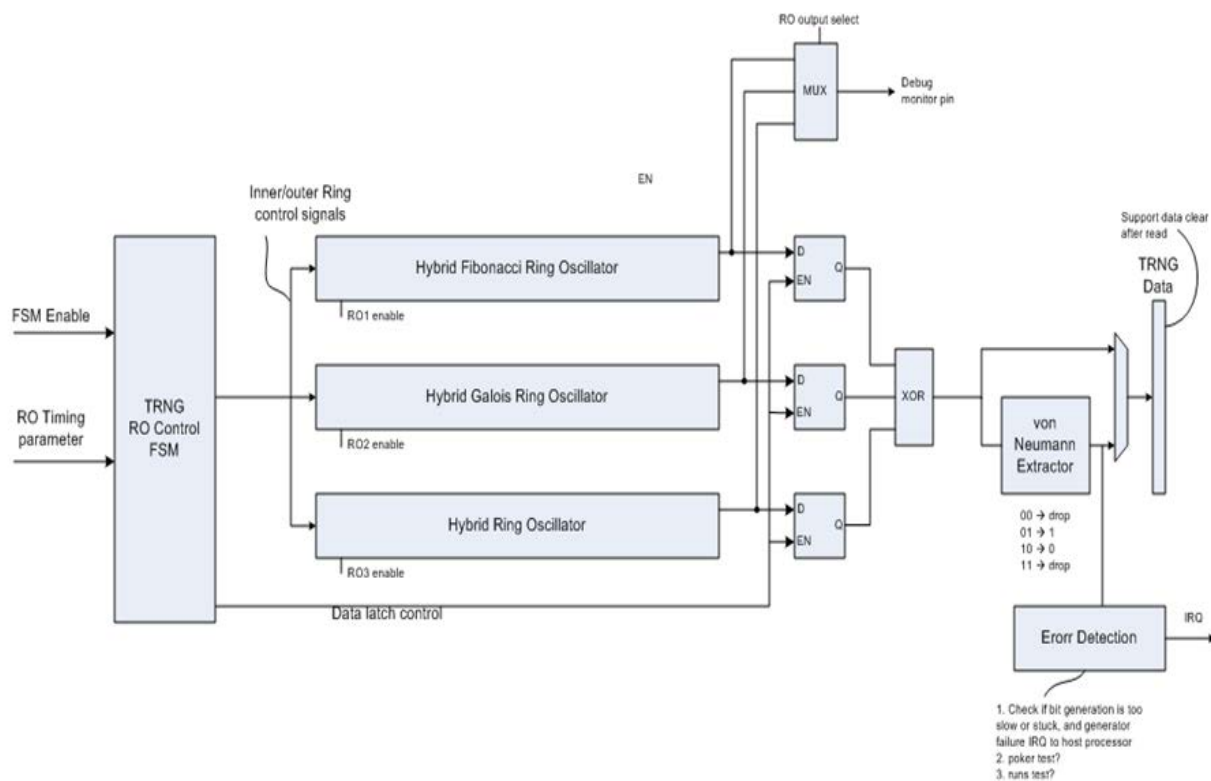 RO output select
MUX
Debug
monitor pin
EN
Inner/outer Ring
control signals
Support data clear
after read
TRNG
Data
Hybrid Fibonacci Ring Oscillator
D
Q
EN
RO1 enable
FSM Enable
TRNG
RO Control
FSM
RO Timing
parameter
Hybrid Galois Ring Oscillator
D
Q
EN
RO2 enable
XOR
von
Neumann
Extractor
Hybrid Ring Oscillator
D
Q
EN
RO3 enable
00 → drop
01 → 1
10 → 0
11 → drop
Data latch control
Erorr Detection
IRQ
1. Check if bit generation is too
slow or stuck, and generator
failure IRQ to host processor
2. poker test?
3. runs test?